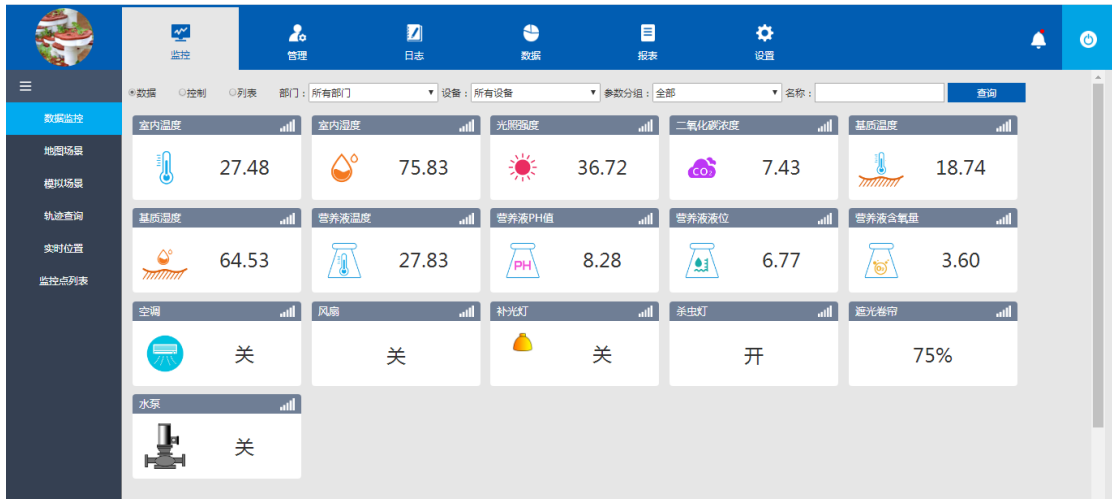 监控 管理 日志 数据 报表 设置
数据 控制 列表 部门： 所有部门 设备： 所有设备 参数分组： 全部 名称： 查询
数据监控
地图场景
模拟场景
轨迹查询
实时位置
监控点列表
室内温度 室内湿度 光照强度 二氧化碳浓度 基质温度
27.48 75.83 36.72 CO₂ 7.43 18.74
基质湿度 营养液温度 营养液PH值 营养液液位 营养液含氧量
64.53 27.83 PH 8.28 6.77 O₂ 3.60
空调 风扇 补光灯 杀虫灯 遮光卷帘
关 关 关 开 75%
水泵
关